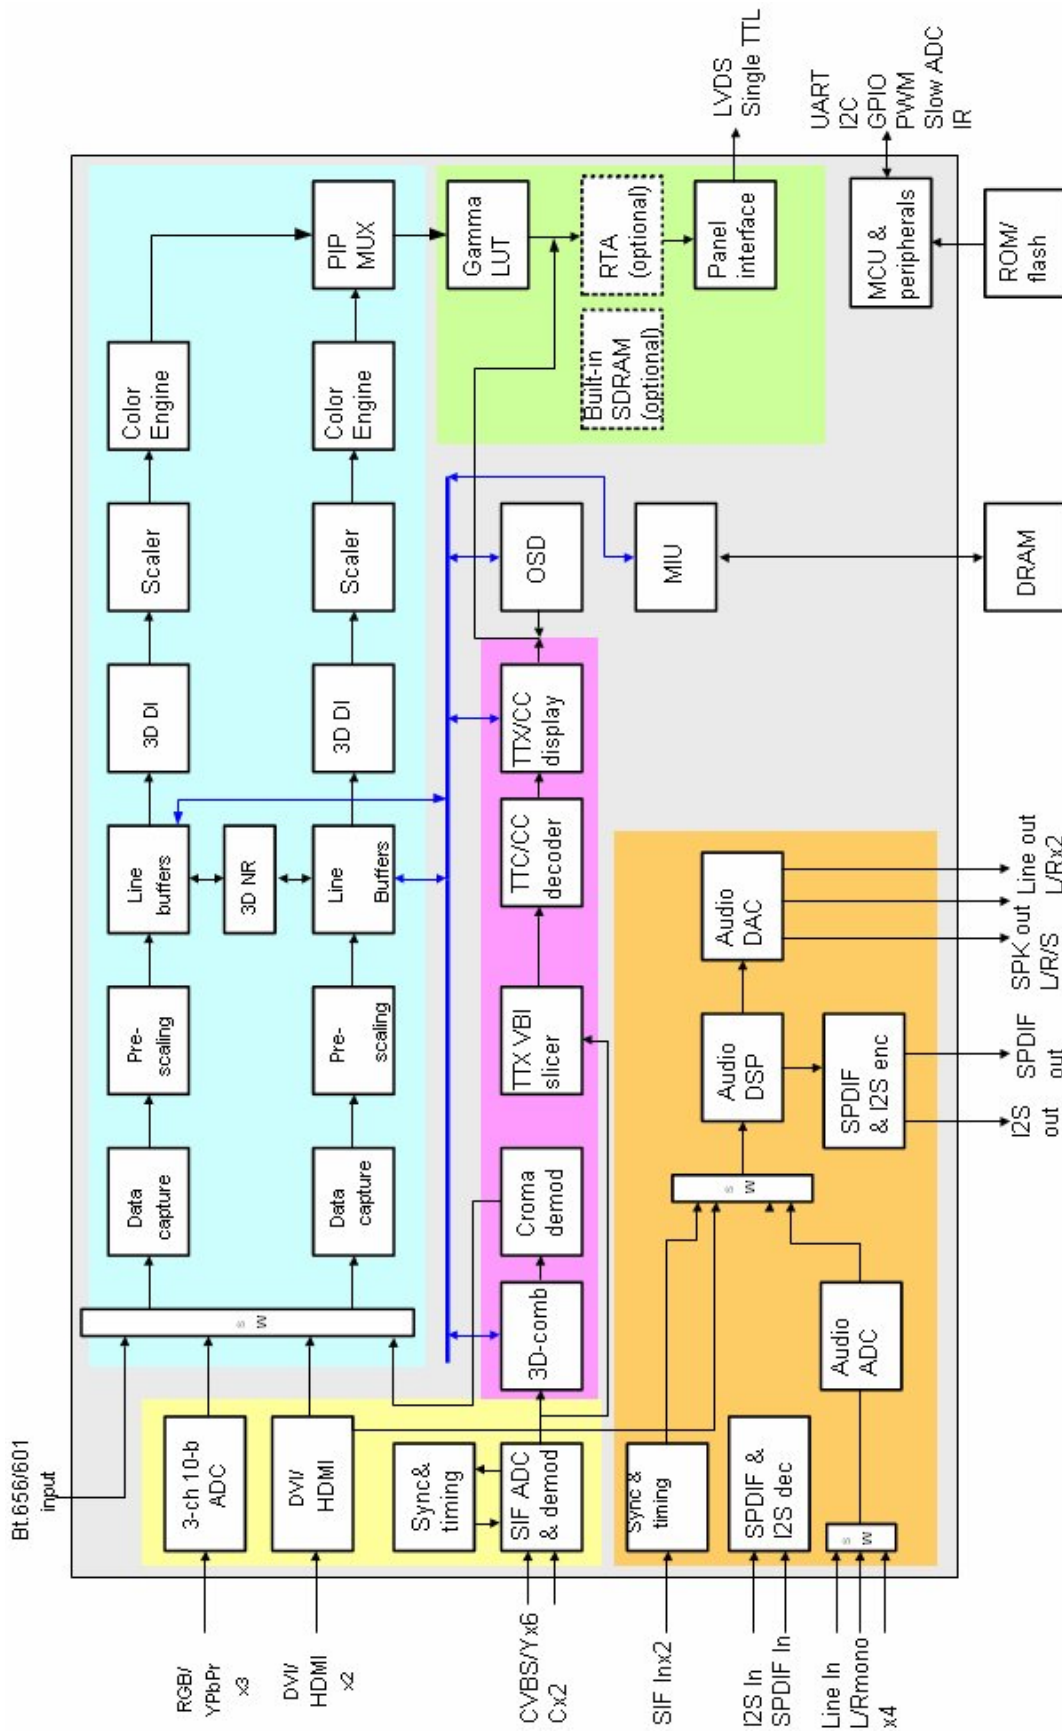 Bt.656/601
input
RGB/
YPbPr
x3
DVI/
HDMI
x2
CVBS/Yx6
Cx2
SIF Inx2
I2S In
SPDIF In
Line In
L/Rmono
x4
3-ch 10-b
ADC
DVI/
HDMI
Sync&
timing
SIF ADC
& demod
Sync &
timing
SPDIF &
I2S dec
s
w
s
w
Data
capture
Pre-
scaling
Line
buffers
3D DI
Scaler
Color
Engine
3D NR
Data
capture
Pre-
scaling
Line
Buffers
3D DI
Scaler
Color
Engine
PIP
MUX
3D-comb
Croma
demod
TTX VBI
slicer
TTC/CC
decoder
TTX/CC
display
OSD
MIU
Gamma
LUT
RTA
(optional)
Built-in
SDRAM
(optional)
Panel
interface
MCU &
peripherals
Audio
ADC
s
w
Audio
DSP
Audio
DAC
SPDIF
& I2S enc
I2S
out
SPDIF
out
SPK out
L/R/S
Line out
L/Rx2
DRAM
ROM/
flash
LVDS
Single TTL
UART
I2C
GPIO
PWM
Slow ADC
IR